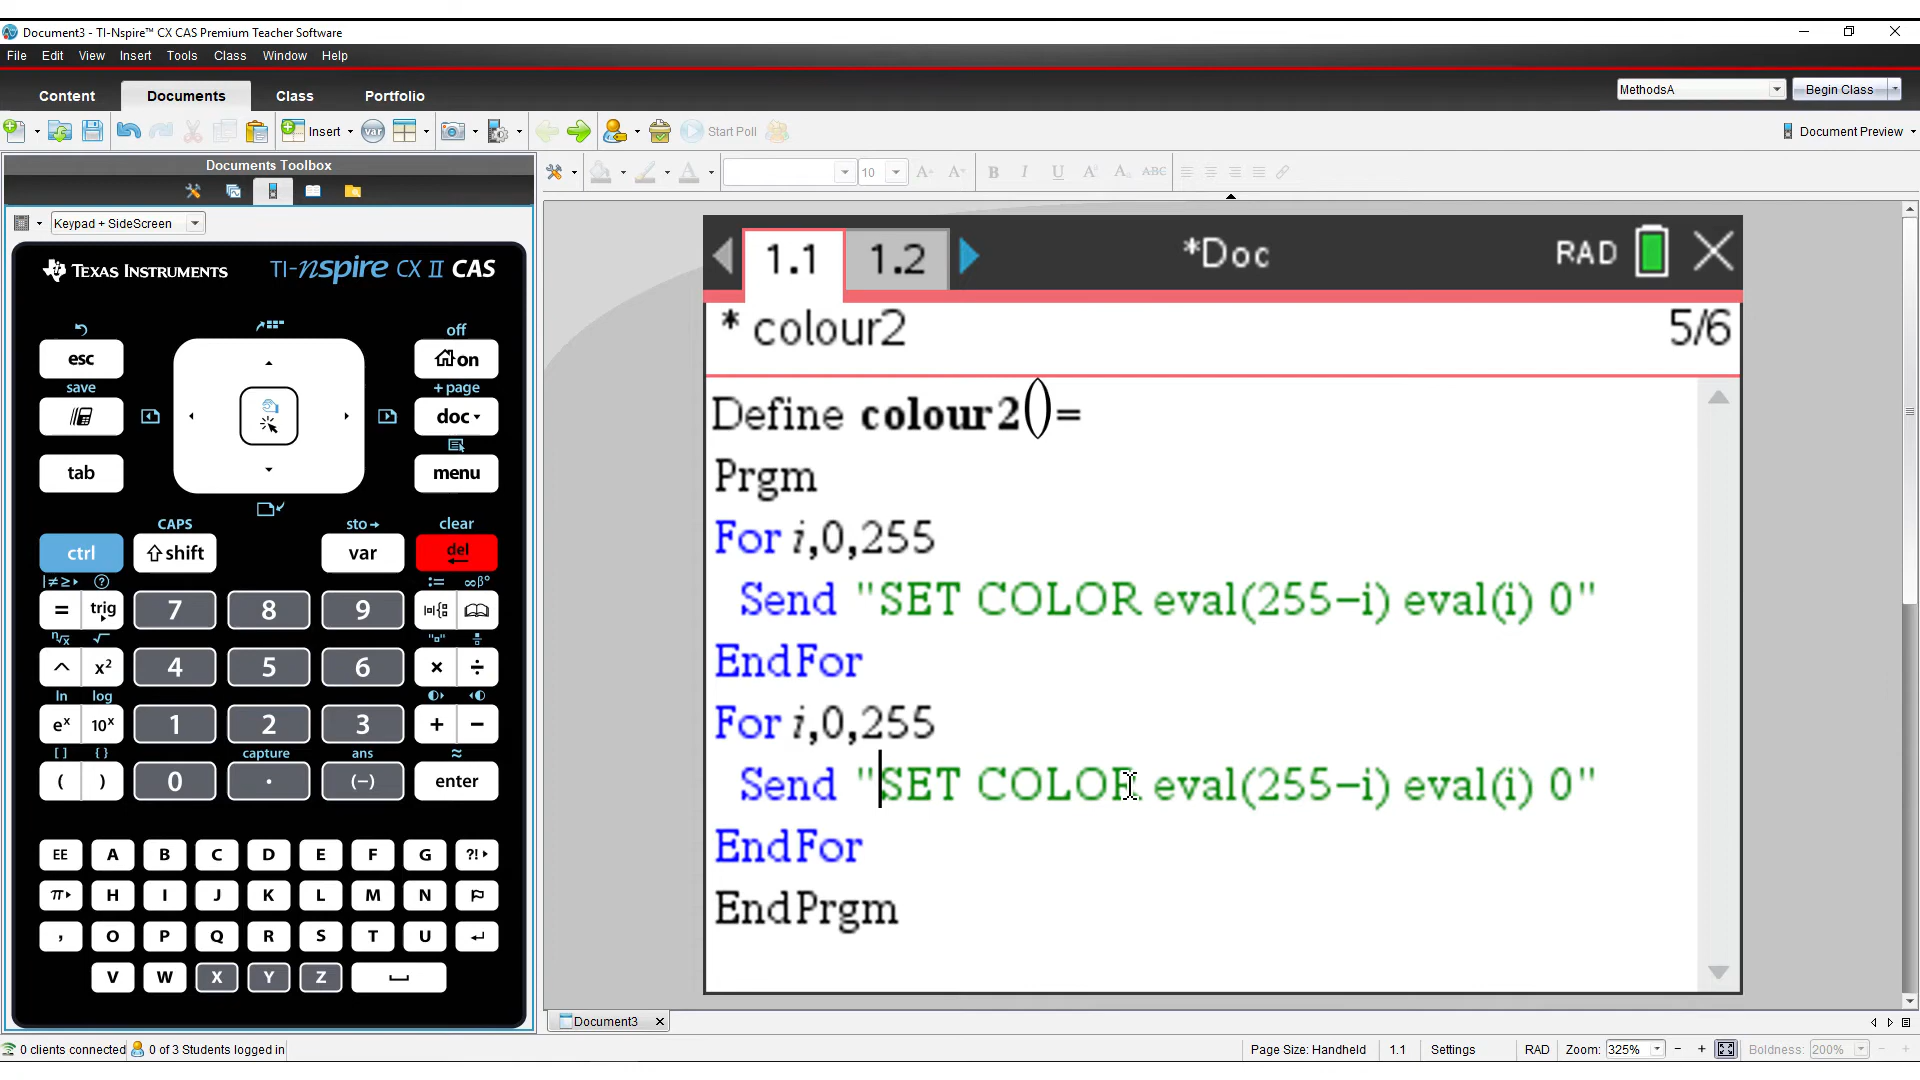 Document3 - TI-Nspire™ CX CAS Premium Teacher Software
File Edit View Insert Tools Class Window Help
Content Documents Class Portfolio
MethodsA Begin Class
Insert var Start Poll Document Preview
Documents Toolbox
10 B I U A+ A- ABC
Keypad + SideScreen
TEXAS INSTRUMENTS TI-nspire CX II CAS
off
esc on
save + page
doc
tab menu
CAPS sto→ clear
ctrl shift var del
= trig 7 8 9
^ x² 4 5 6 × ÷
ln log
eˣ 10ˣ 1 2 3 + −
capture ans
( ) 0 . (−) enter
EE A B C D E F G ?!
π H I J K L M N
, O P Q R S T U
V W X Y Z
1.1 1.2 *Doc RAD
* colour2 5/6
Define colour2()=
Prgm
For i,0,255
Send "SET COLOR eval(255−i) eval(i) 0"
EndFor
For i,0,255
Send "SET COLOR eval(255−i) eval(i) 0"
EndFor
EndPrgm
Document3
0 clients connected 0 of 3 Students logged in Page Size: Handheld 1.1 Settings RAD Zoom: 325% Boldness: 200%